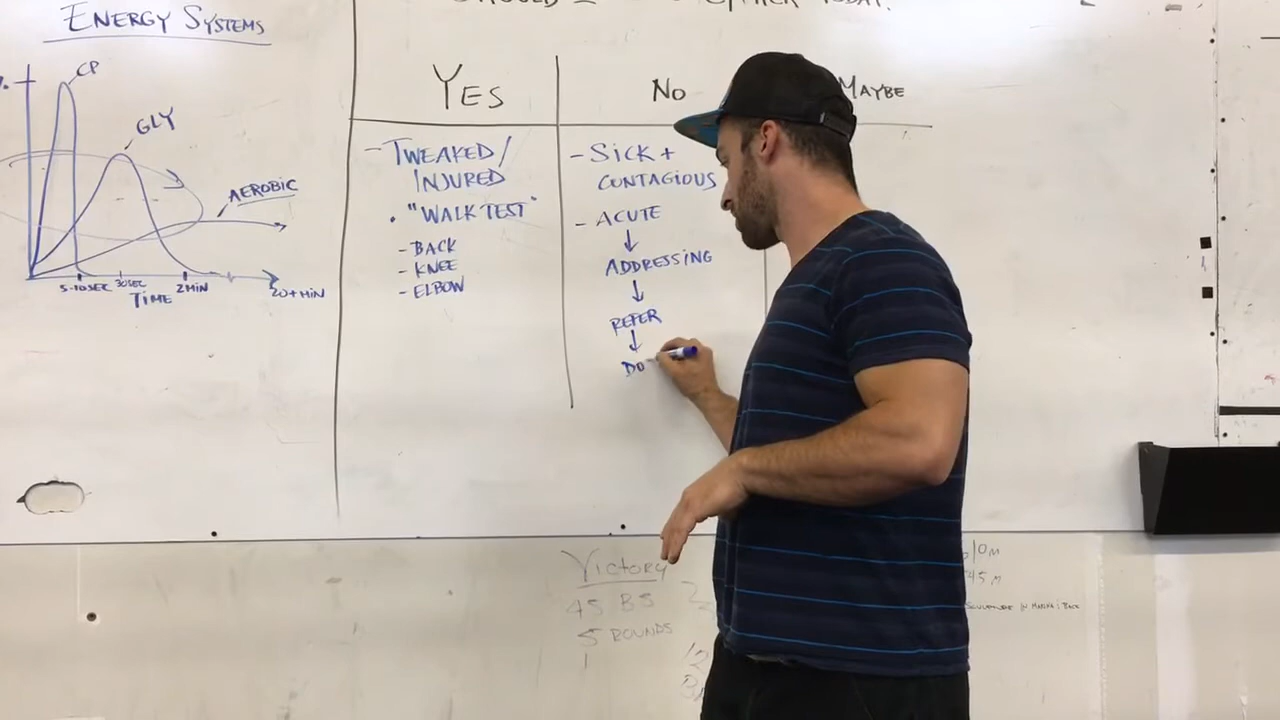 ENERGY SYSTEMS
CP
GLY
AEROBIC
5-10SEC 30SEC 2MIN 20+MIN
TIME
TODAY.
YES
NO
MAYBE
- TWEAKED/
INJURED
• "WALK TEST"
- BACK
- KNEE
- ELBOW
- SICK +
CONTAGIOUS
- ACUTE
ADDRESSING
REFER
DO
VICTORY
45 BS
5 ROUNDS